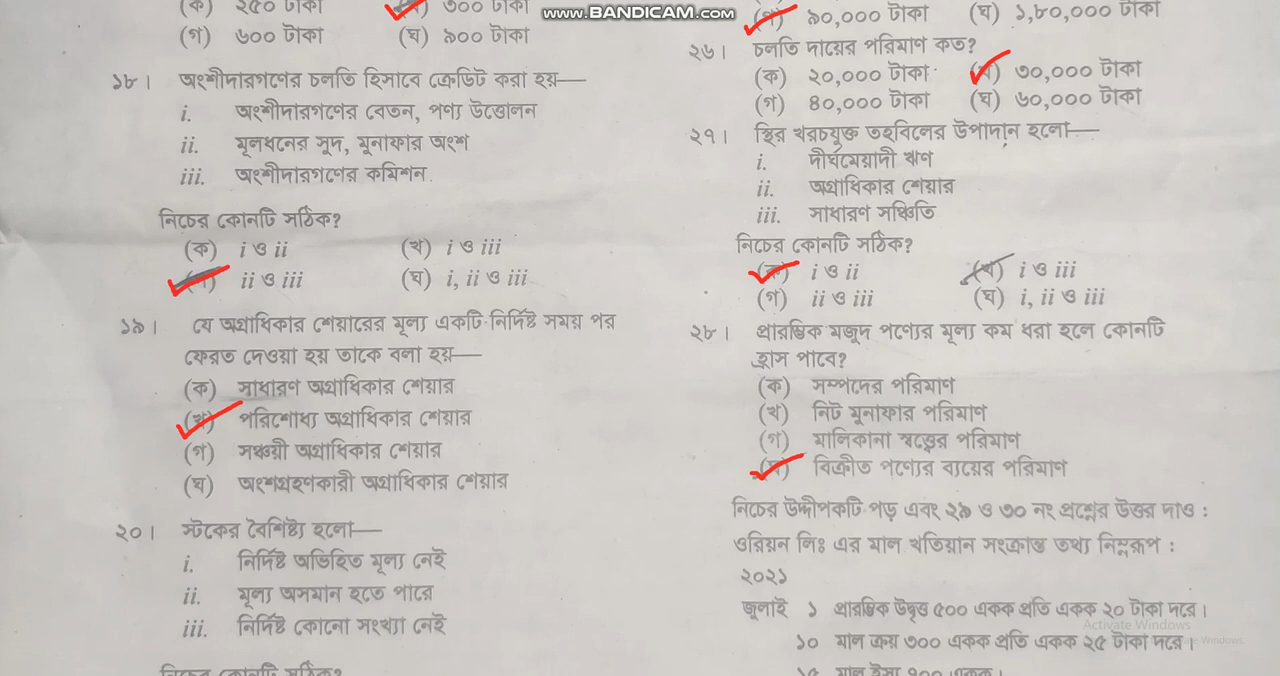 www.BANDICAM.com
(ক) ২৫০ টাকা
৩০০ টাকা
(গ) ৬০০ টাকা
(ঘ) ৯০০ টাকা
১৮। অংশীদারগণের চলতি হিসাবে ক্রেডিট করা হয়—
i. অংশীদারগণের বেতন, পণ্য উত্তোলন
ii. মূলধনের সুদ, মুনাফার অংশ
iii. অংশীদারগণের কমিশন
নিচের কোনটি সঠিক?
(ক) i ও ii
(খ) i ও iii
ii ও iii
(ঘ) i, ii ও iii
১৯। যে অগ্রাধিকার শেয়ারের মূল্য একটি নির্দিষ্ট সময় পর
ফেরত দেওয়া হয় তাকে বলা হয়—
(ক) সাধারণ অগ্রাধিকার শেয়ার
(খ) পরিশোধ্য অগ্রাধিকার শেয়ার
(গ) সঞ্চয়ী অগ্রাধিকার শেয়ার
(ঘ) অংশগ্রহণকারী অগ্রাধিকার শেয়ার
২০। স্টকের বৈশিষ্ট্য হলো—
i. নির্দিষ্ট অভিহিত মূল্য নেই
ii. মূল্য অসমান হতে পারে
iii. নির্দিষ্ট কোনো সংখ্যা নেই
নিচের কোনটি সঠিক?
(গ) ৯০,০০০ টাকা
(ঘ) ১,৮০,০০০ টাকা
২৬। চলতি দায়ের পরিমাণ কত?
(ক) ২০,০০০ টাকা
(খ) ৩০,০০০ টাকা
(গ) ৪০,০০০ টাকা
(ঘ) ৬০,০০০ টাকা
২৭। স্থির খরচযুক্ত তহবিলের উপাদান হলো—
i. দীর্ঘমেয়াদী ঋণ
ii. অগ্রাধিকার শেয়ার
iii. সাধারণ সঞ্চিতি
নিচের কোনটি সঠিক?
(ক) i ও ii
(খ) i ও iii
(গ) ii ও iii
(ঘ) i, ii ও iii
২৮। প্রারম্ভিক মজুদ পণ্যের মূল্য কম ধরা হলে কোনটি
হ্রাস পাবে?
(ক) সম্পদের পরিমাণ
(খ) নিট মুনাফার পরিমাণ
(গ) মালিকানা স্বত্ত্বের পরিমাণ
(ঘ) বিক্রীত পণ্যের ব্যয়ের পরিমাণ
নিচের উদ্দীপকটি পড় এবং ২৯ ও ৩০ নং প্রশ্নের উত্তর দাও :
ওরিয়ন লিঃ এর মাল খতিয়ান সংক্রান্ত তথ্য নিম্নরূপ :
২০২১
জুলাই ১ প্রারম্ভিক উদ্বৃত্ত ৫০০ একক প্রতি একক ২০ টাকা দরে।
Activate Windows
১০ মাল ক্রয় ৩০০ একক প্রতি একক ২৫ টাকা দরে।